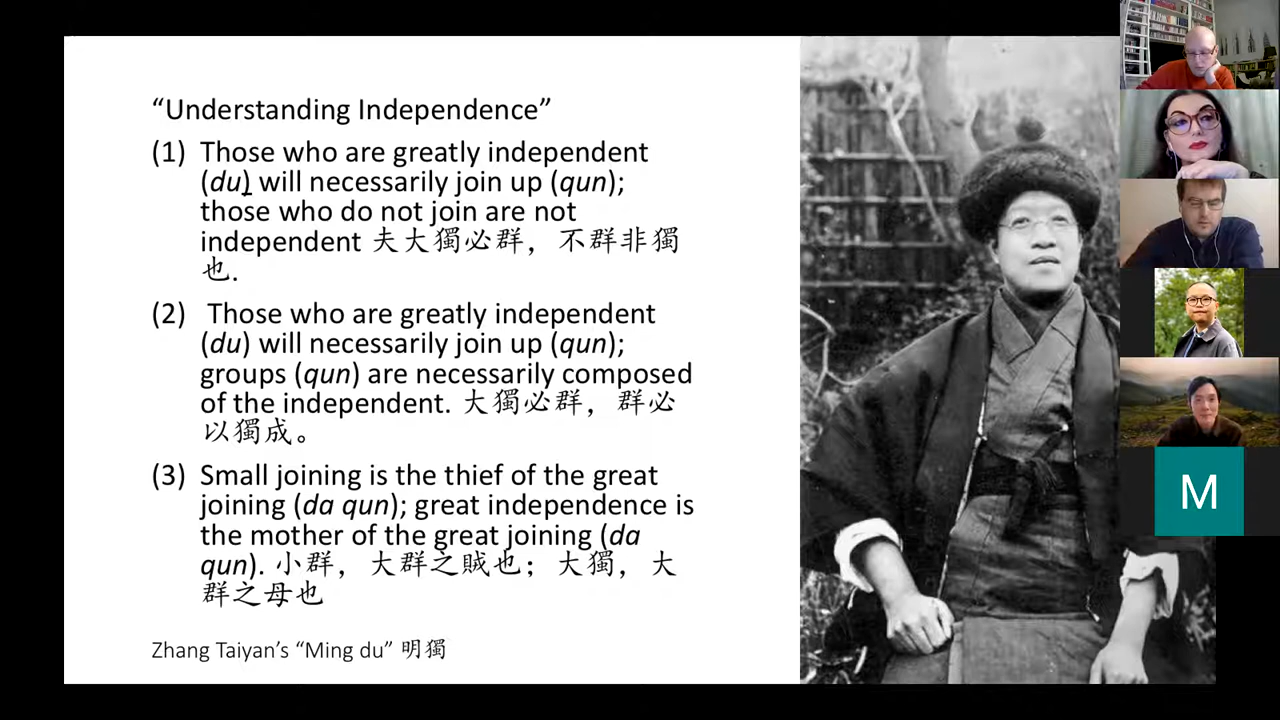 “Understanding Independence”
(1) Those who are greatly independent
(du) will necessarily join up (qun);
those who do not join are not
independent 夫大獨必群，不群非獨
也.
(2) Those who are greatly independent
(du) will necessarily join up (qun);
groups (qun) are necessarily composed
of the independent. 大獨必群，群必
以獨成。
(3) Small joining is the thief of the great
joining (da qun); great independence is
the mother of the great joining (da
qun). 小群，大群之賊也；大獨，大
群之母也
Zhang Taiyan’s “Ming du” 明獨
M